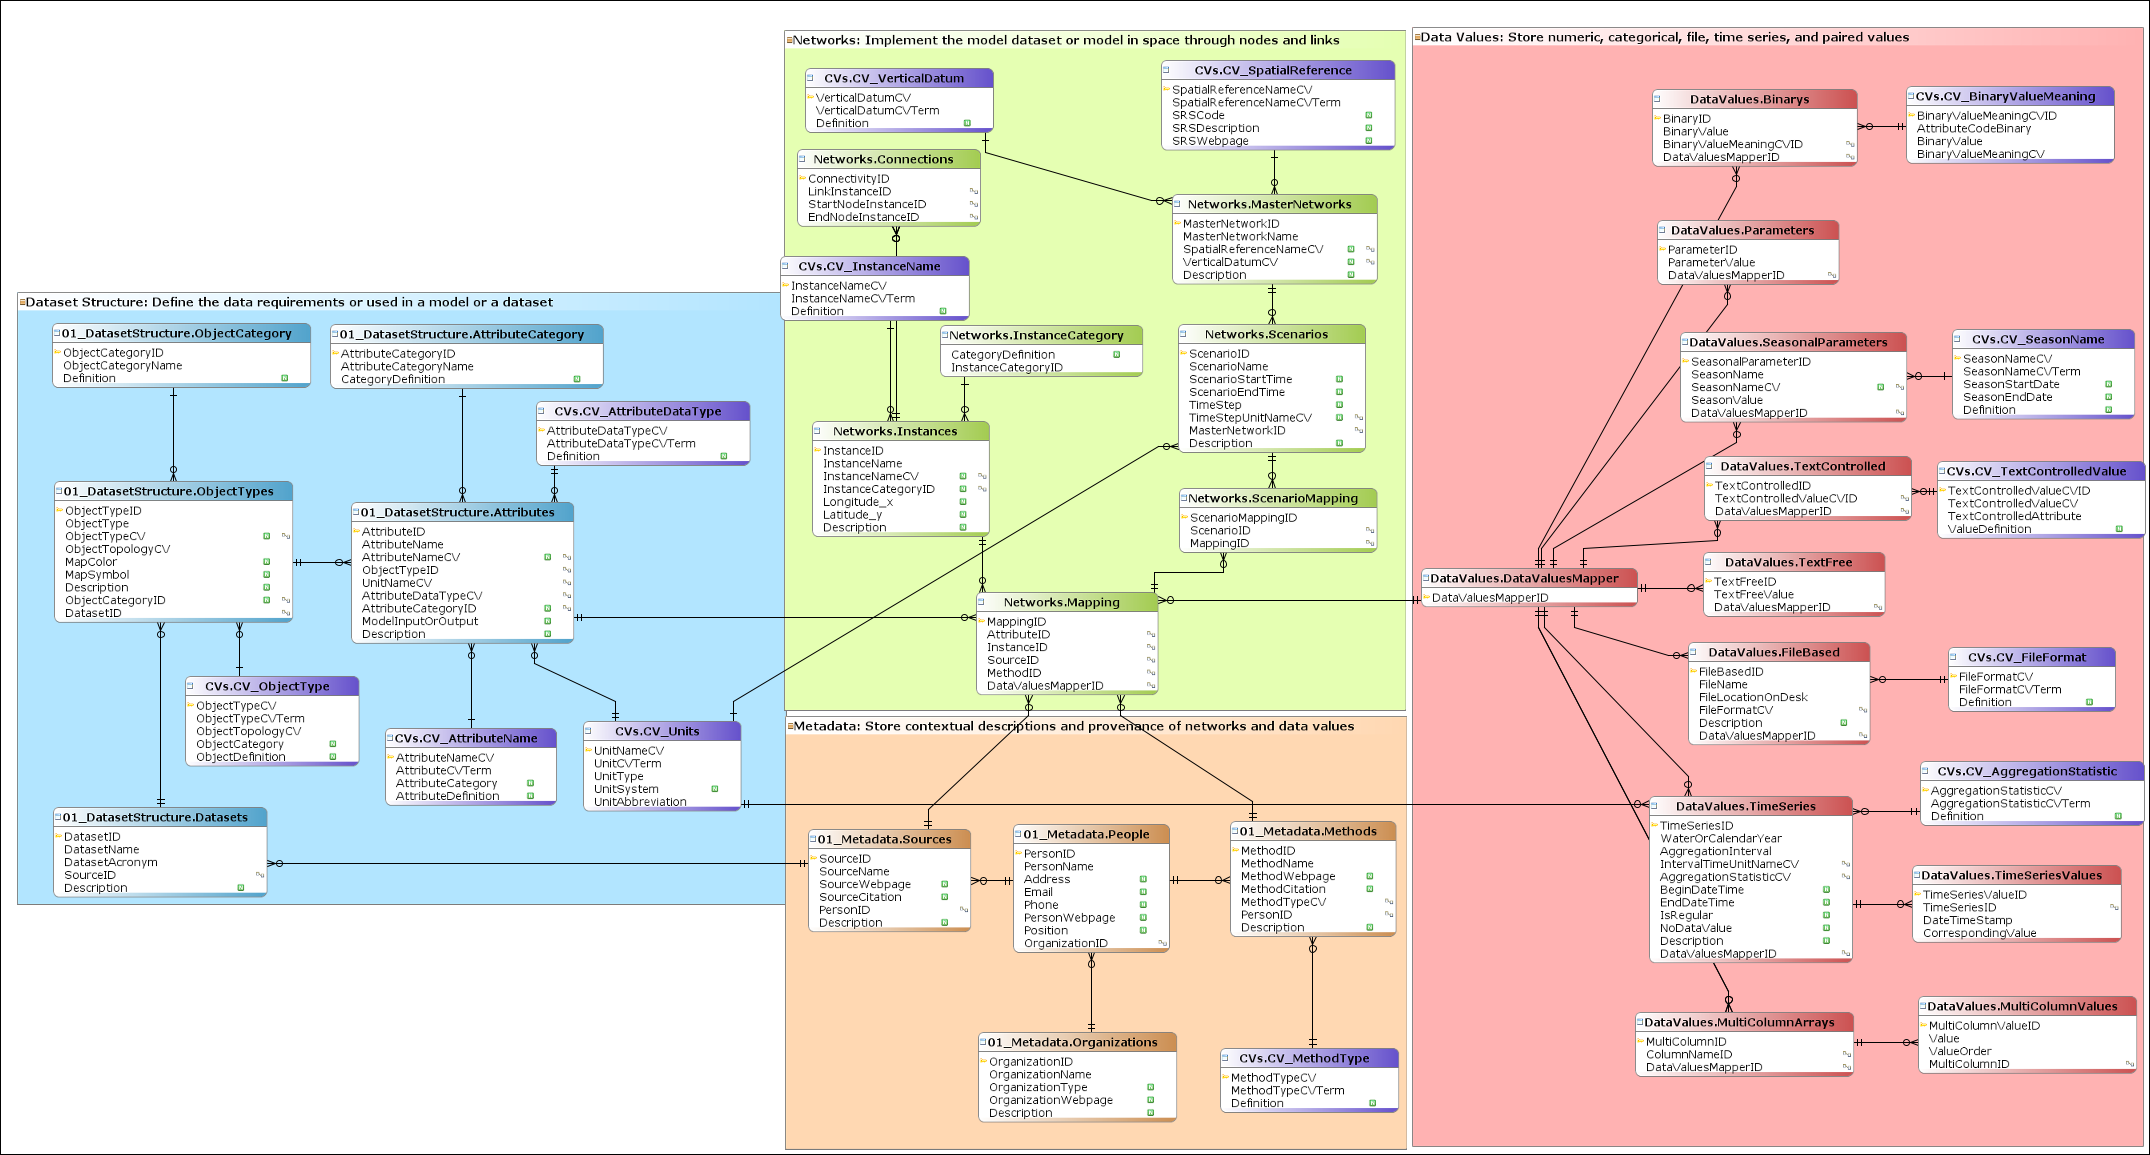 Dataset Structure: Define the data requirements or used in a model or a dataset
01_DatasetStructure.ObjectCategory
ObjectCategoryID
ObjectCategoryName
Definition
01_DatasetStructure.AttributeCategory
AttributeCategoryID
AttributeCategoryName
CategoryDefinition
CVs.CV_AttributeDataType
AttributeDataTypeCV
AttributeDataTypeCVTerm
Definition
01_DatasetStructure.ObjectTypes
ObjectTypeID
ObjectType
ObjectTypeCV
ObjectTopologyCV
MapColor
MapSymbol
Description
ObjectCategoryID
DatasetID
01_DatasetStructure.Attributes
AttributeID
AttributeName
AttributeNameCV
ObjectTypeID
UnitNameCV
AttributeDataTypeCV
AttributeCategoryID
ModelInputOrOutput
Description
CVs.CV_ObjectType
ObjectTypeCV
ObjectTypeCVTerm
ObjectTopologyCV
ObjectCategory
ObjectDefinition
CVs.CV_AttributeName
AttributeNameCV
AttributeCVTerm
AttributeCategory
AttributeDefinition
CVs.CV_Units
UnitNameCV
UnitCVTerm
UnitType
UnitSystem
UnitAbbreviation
01_DatasetStructure.Datasets
DatasetID
DatasetName
DatasetAcronym
SourceID
Description
Networks: Implement the model dataset or model in space through nodes and links
CVs.CV_VerticalDatum
VerticalDatumCV
VerticalDatumCVTerm
Definition
CVs.CV_SpatialReference
SpatialReferenceNameCV
SpatialReferenceNameCVTerm
SRSCode
SRSDescription
SRSWebpage
Networks.Connections
ConnectivityID
LinkInstanceID
StartNodeInstanceID
EndNodeInstanceID
Networks.MasterNetworks
MasterNetworkID
MasterNetworkName
SpatialReferenceNameCV
VerticalDatumCV
Description
CVs.CV_InstanceName
InstanceNameCV
InstanceNameCVTerm
Definition
Networks.InstanceCategory
CategoryDefinition
InstanceCategoryID
Networks.Scenarios
ScenarioID
ScenarioName
ScenarioStartTime
ScenarioEndTime
TimeStep
TimeStepUnitNameCV
MasterNetworkID
Description
Networks.Instances
InstanceID
InstanceName
InstanceNameCV
InstanceCategoryID
Longitude_x
Latitude_y
Description
Networks.ScenarioMapping
ScenarioMappingID
ScenarioID
MappingID
Networks.Mapping
MappingID
AttributeID
InstanceID
SourceID
MethodID
DataValuesMapperID
Metadata: Store contextual descriptions and provenance of networks and data values
01_Metadata.Sources
SourceID
SourceName
SourceWebpage
SourceCitation
PersonID
Description
01_Metadata.People
PersonID
PersonName
Address
Email
Phone
PersonWebpage
Position
OrganizationID
01_Metadata.Methods
MethodID
MethodName
MethodWebpage
MethodCitation
MethodTypeCV
PersonID
Description
01_Metadata.Organizations
OrganizationID
OrganizationName
OrganizationType
OrganizationWebpage
Description
CVs.CV_MethodType
MethodTypeCV
MethodTypeCVTerm
Definition
Data Values: Store numeric, categorical, file, time series, and paired values
DataValues.Binarys
BinaryID
BinaryValue
BinaryValueMeaningCVID
DataValuesMapperID
CVs.CV_BinaryValueMeaning
BinaryValueMeaningCVID
AttributeCodeBinary
BinaryValue
BinaryValueMeaningCV
DataValues.Parameters
ParameterID
ParameterValue
DataValuesMapperID
DataValues.SeasonalParameters
SeasonalParameterID
SeasonName
SeasonNameCV
SeasonValue
DataValuesMapperID
CVs.CV_SeasonName
SeasonNameCV
SeasonNameCVTerm
SeasonStartDate
SeasonEndDate
Definition
DataValues.TextControlled
TextControlledID
TextControlledValueCVID
DataValuesMapperID
CVs.CV_TextControlledValue
TextControlledValueCVID
TextControlledValueCV
TextControlledAttribute
ValueDefinition
DataValues.DataValuesMapper
DataValuesMapperID
DataValues.TextFree
TextFreeID
TextFreeValue
DataValuesMapperID
DataValues.FileBased
FileBasedID
FileName
FileLocationOnDesk
FileFormatCV
Description
DataValuesMapperID
CVs.CV_FileFormat
FileFormatCV
FileFormatCVTerm
Definition
DataValues.TimeSeries
TimeSeriesID
WaterOrCalendarYear
AggregationInterval
IntervalTimeUnitNameCV
AggregationStatisticCV
BeginDateTime
EndDateTime
IsRegular
NoDataValue
Description
DataValuesMapperID
CVs.CV_AggregationStatistic
AggregationStatisticCV
AggregationStatisticCVTerm
Definition
DataValues.TimeSeriesValues
TimeSeriesValueID
TimeSeriesID
DateTimeStamp
CorrespondingValue
DataValues.MultiColumnArrays
MultiColumnID
ColumnNameID
DataValuesMapperID
DataValues.MultiColumnValues
MultiColumnValueID
Value
ValueOrder
MultiColumnID